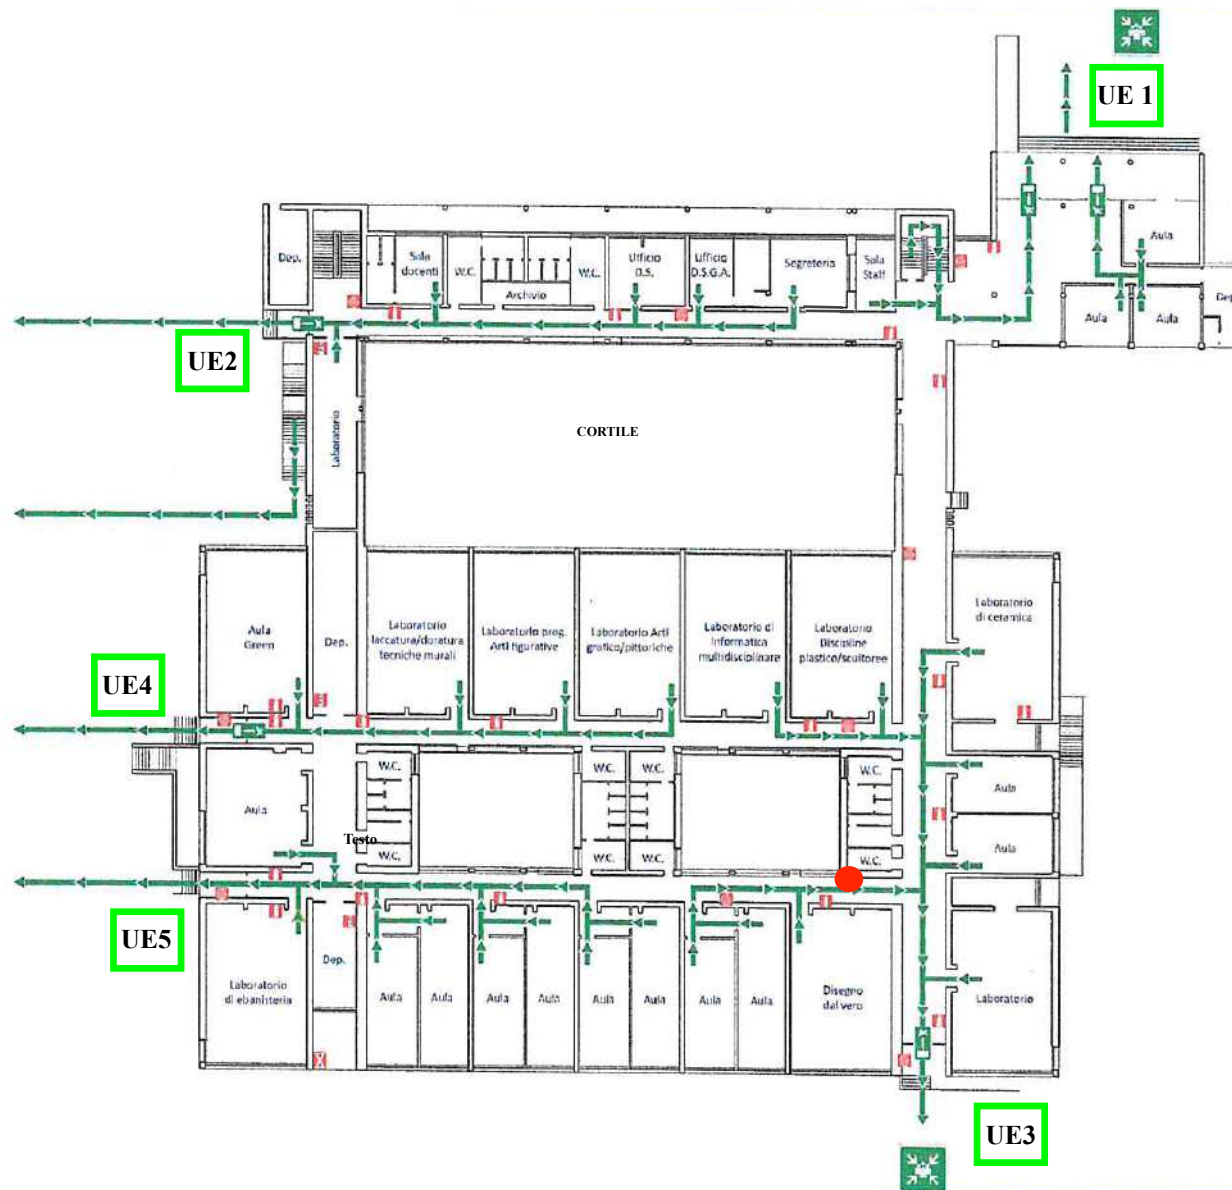 UE 1
Aula
Dep.
Sala
docenti
W.C.
W.C.
Ufficio
D.S.
Ufficio
D.S.G.A.
Segreteria
Sala
Staff
Archivio
Aula
Aula
UE2
Laboratorio
CORTILE
Aula
Green
Dep.
Laboratorio
laccatura/doratura
tecniche murali
Laboratorio prog.
Arti figurative
Laboratorio Arti
grafico/pittoriche
Laboratorio di
informatica
multidisciplinare
Laboratorio
Discipline
plastico/scultoree
Laboratorio
di ceramica
UE4
W.C.
W.C.
W.C.
W.C.
Aula
Aula
Testo
W.C.
W.C.
W.C.
W.C.
Aula
UE5
Laboratorio
di ebanisteria
Dep.
Aula
Aula
Aula
Aula
Aula
Aula
Aula
Aula
Disegno
dal vero
Laboratorio
UE3